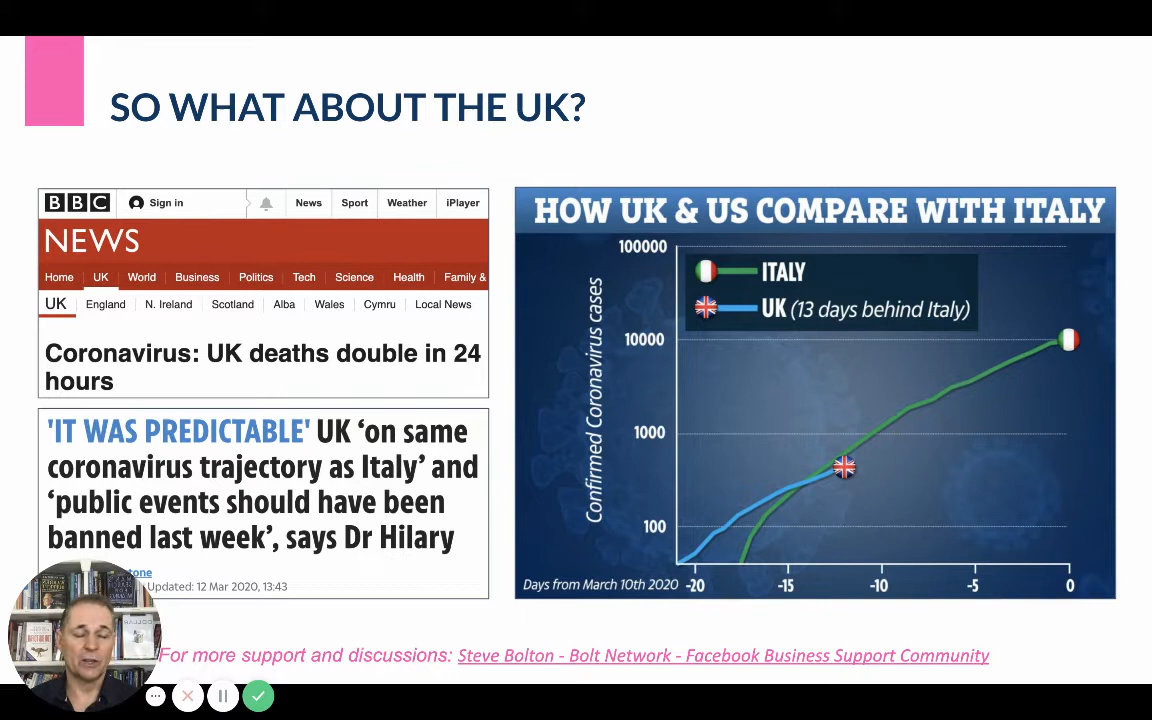 SO WHAT ABOUT THE UK?
BBC Sign in News Sport Weather iPlayer
NEWS
Home UK World Business Politics Tech Science Health Family &
UK England N. Ireland Scotland Alba Wales Cymru Local News
Coronavirus: UK deaths double in 24
hours
'IT WAS PREDICTABLE' UK ‘on same
coronavirus trajectory as Italy’ and
‘public events should have been
banned last week’, says Dr Hilary
Updated: 12 Mar 2020, 13:43
HOW UK & US COMPARE WITH ITALY
ITALY
UK (13 days behind Italy)
Confirmed Coronavirus cases
100000
10000
1000
100
Days from March 10th 2020 -20 -15 -10 -5 0
For more support and discussions: Steve Bolton - Bolt Network - Facebook Business Support Community